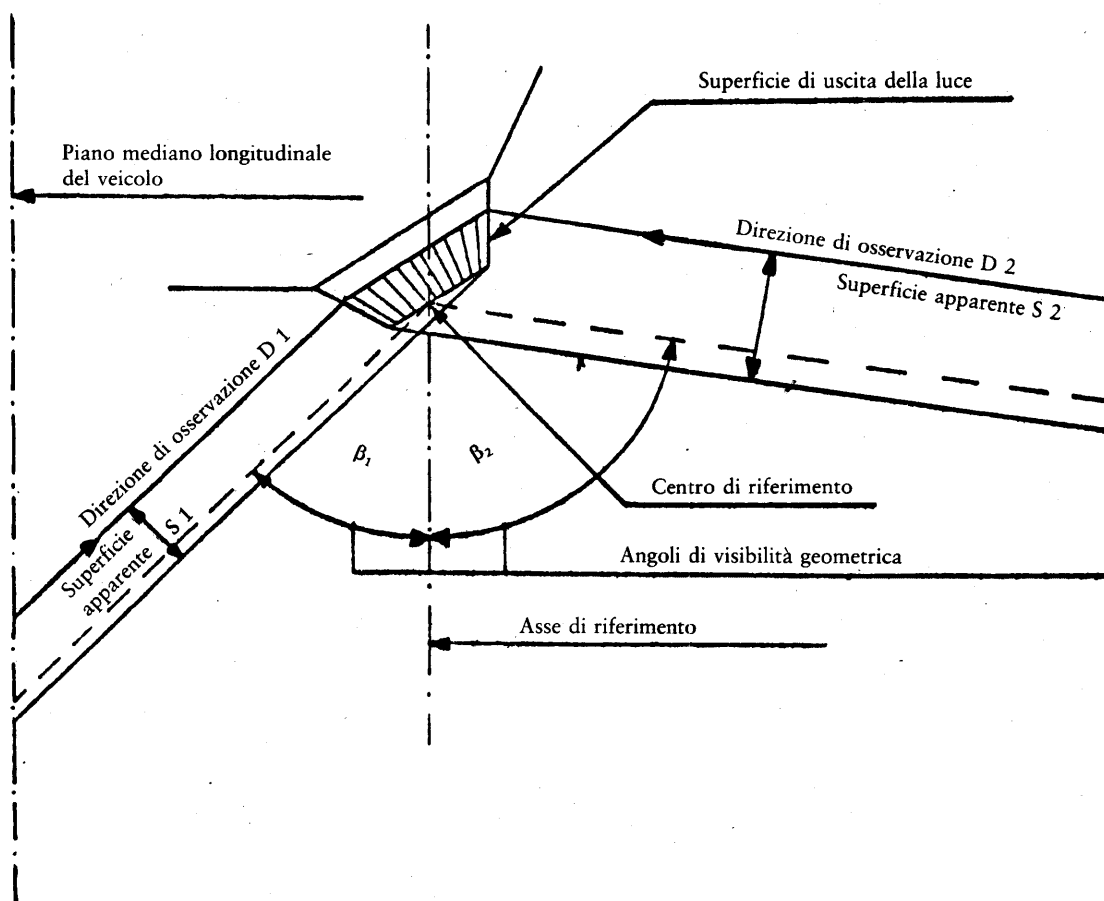 Superficie di uscita della luce
Piano mediano longitudinale
del veicolo
Direzione di osservazione D 2
Superficie apparente S 2
Direzione di osservazione D 1
Superficie
apparente
S 1
β1
β2
Centro di riferimento
Angoli di visibilità geometrica
Asse di riferimento